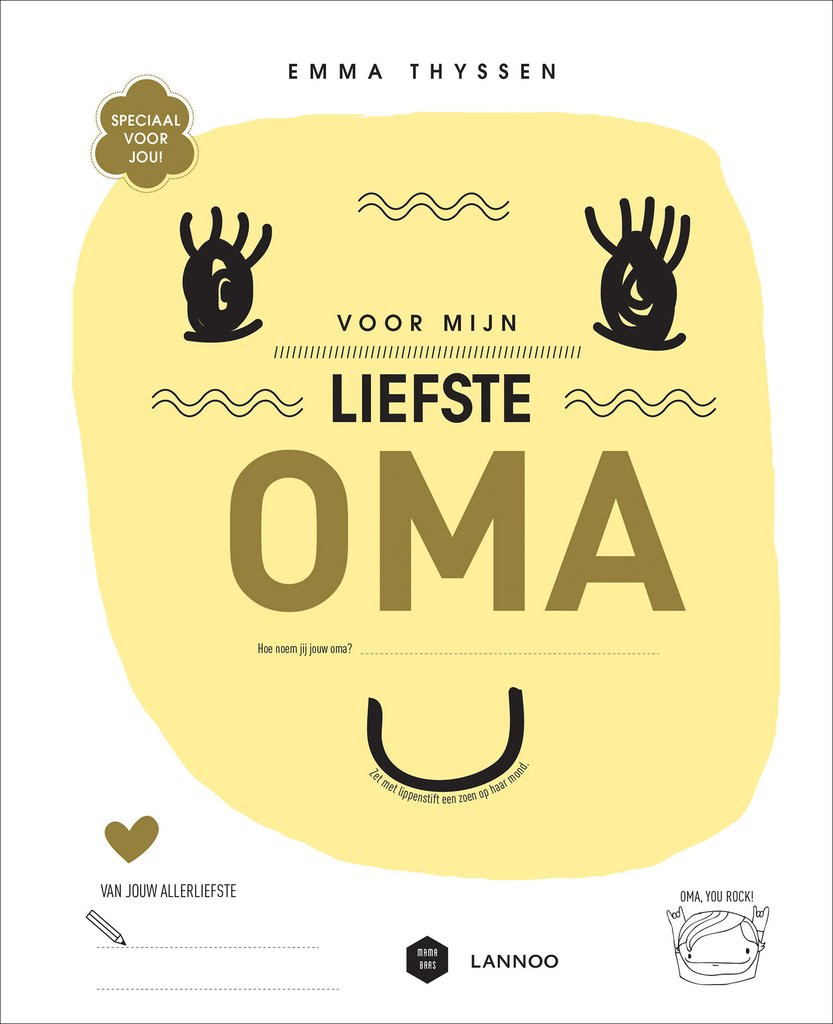 EMMA THYSSEN
SPECIAAL
VOOR
JOU!
VOOR MIJN
LIEFSTE
OMA
Hoe noem jij jouw oma?
Zet met lippenstift een zoen op haar mond.
VAN JOUW ALLERLIEFSTE
OMA, YOU ROCK!
MAMA
BAAS
LANNOO